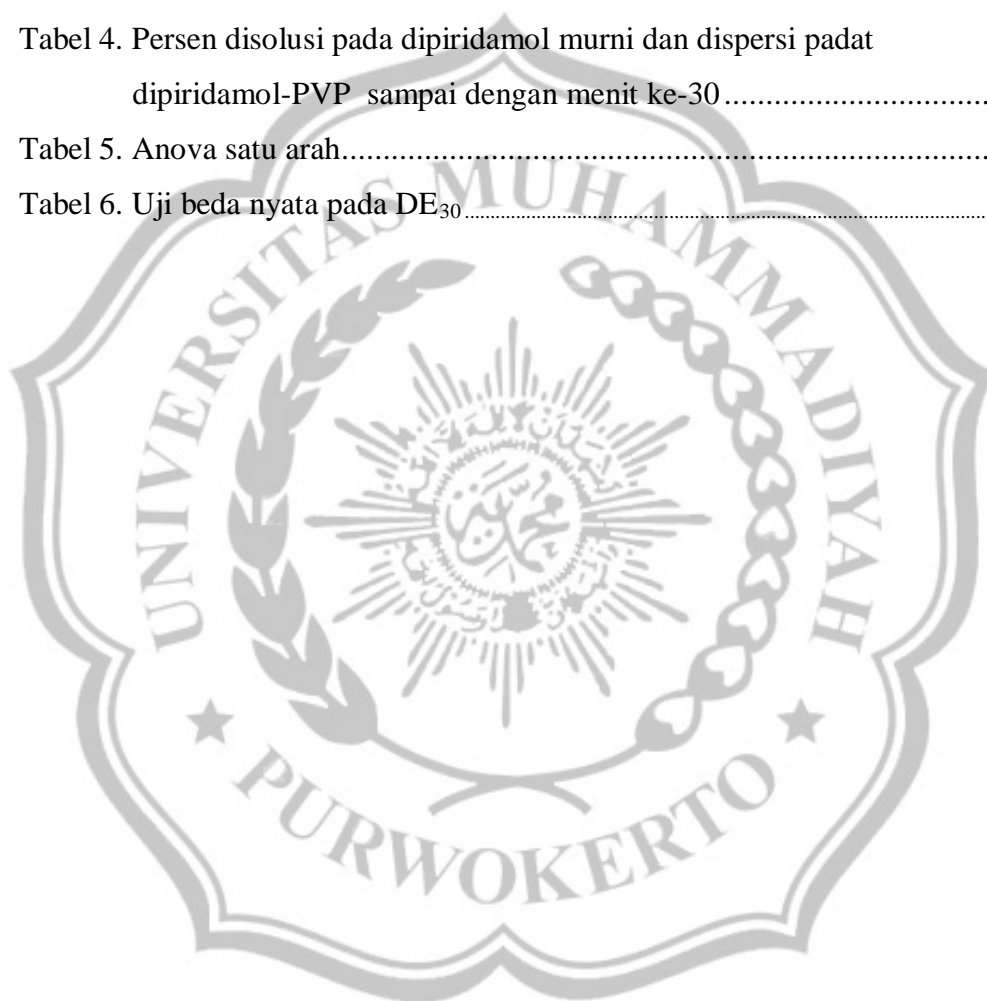 Tabel 4. Persen disolusi pada dipiridamol murni dan dispersi padat
dipiridamol-PVP sampai dengan menit ke-30 ................................
Tabel 5. Anova satu arah..............................................................................
Tabel 6. Uji beda nyata pada DE₃₀ ................................................................
UNIVERSITAS MUHAMMADIYAH
PURWOKERTO